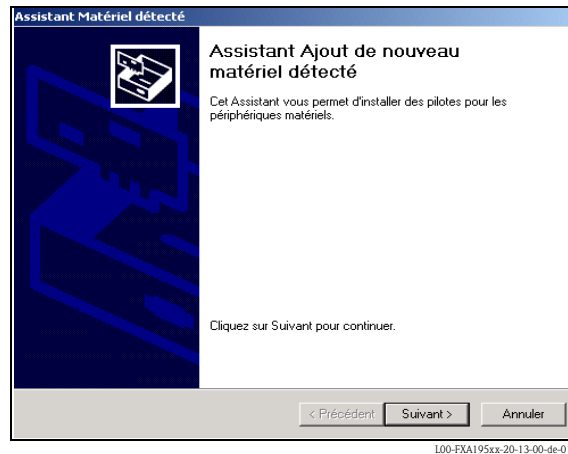 Assistant Matériel détecté
Assistant Ajout de nouveau
matériel détecté
Cet Assistant vous permet d'installer des pilotes pour les
périphériques matériels.
Cliquez sur Suivant pour continuer.
< Précédent
Suivant >
Annuler
L00-FXA195xx-20-13-00-de-0